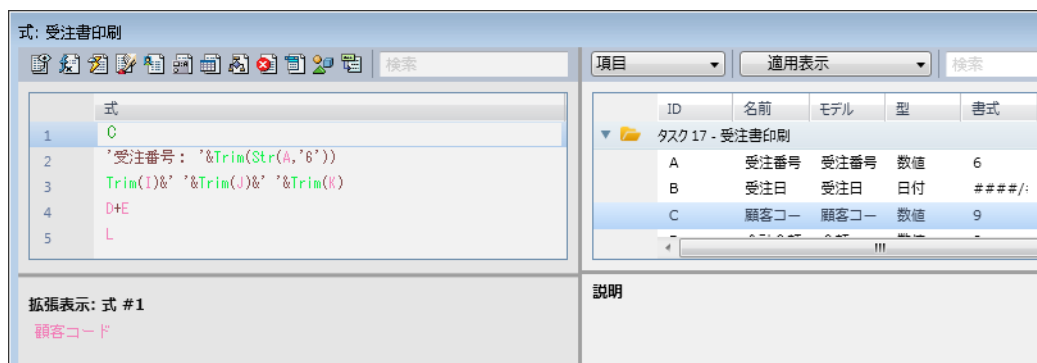 式: 受注書印刷
検索
項目 適用表示 検索
式
1 C
2 '受注番号： '&Trim(Str(A,'6'))
3 Trim(I)&' '&Trim(J)&' '&Trim(K)
4 D+E
5 L
ID 名前 モデル 型 書式
タスク 17 - 受注書印刷
A 受注番号 受注番号 数値 6
B 受注日 受注日 日付 ####/
C 顧客コー 顧客コー 数値 9
拡張表示: 式 #1
顧客コード
説明